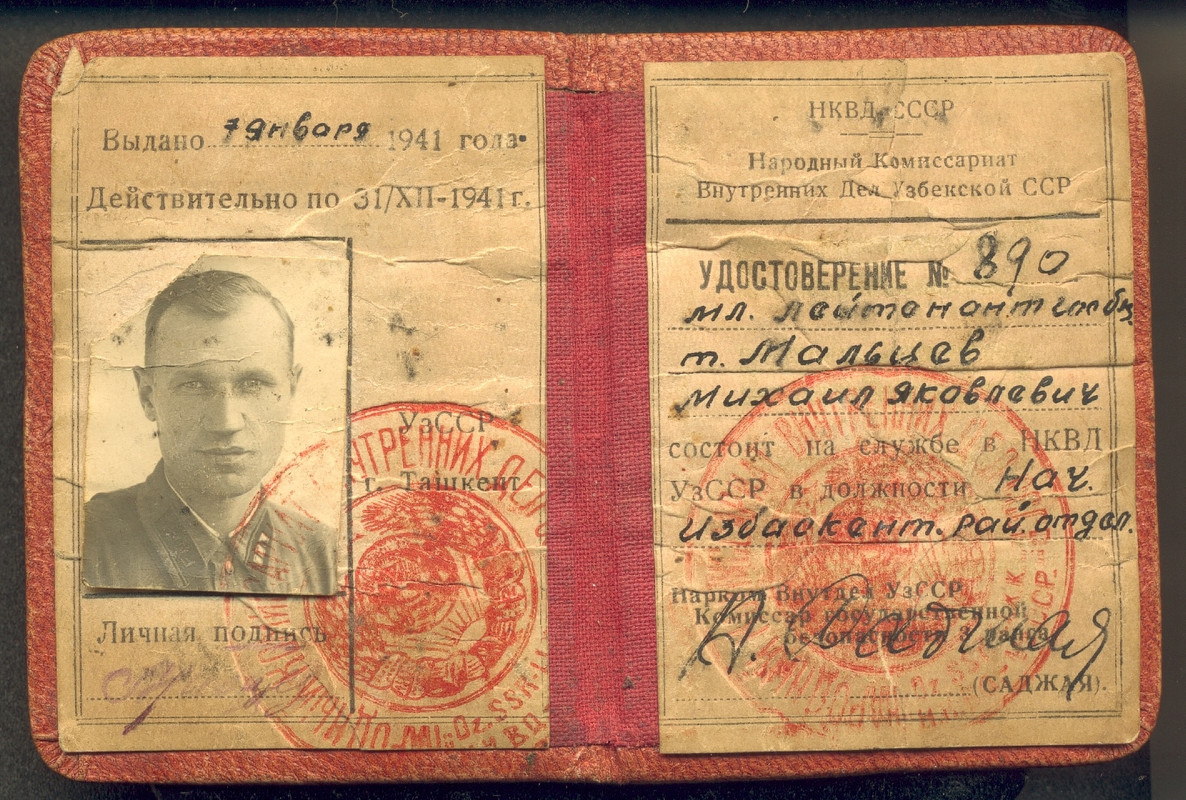 Выдано 7 января 1941 года.
Действительно по 31/XII-1941 г.
УзССР
г. Ташкент
Личная подпись
НКВД СССР
Народный Комиссариат
Внутренних Дел Узбекской ССР
УДОСТОВЕРЕНИЕ № 890
мл. лейтенант госбез
т. Мальцев
Михаил Яковлевич
состоит на службе в НКВД
УзССР в должности Нач.
Избаскент. рай. отдел.
Нарком Внутдел УзССР
Комиссар государственной
безопасности 3 ранга
(САДЖАЯ).
ВНУТРЕННИХ ДЕЛ